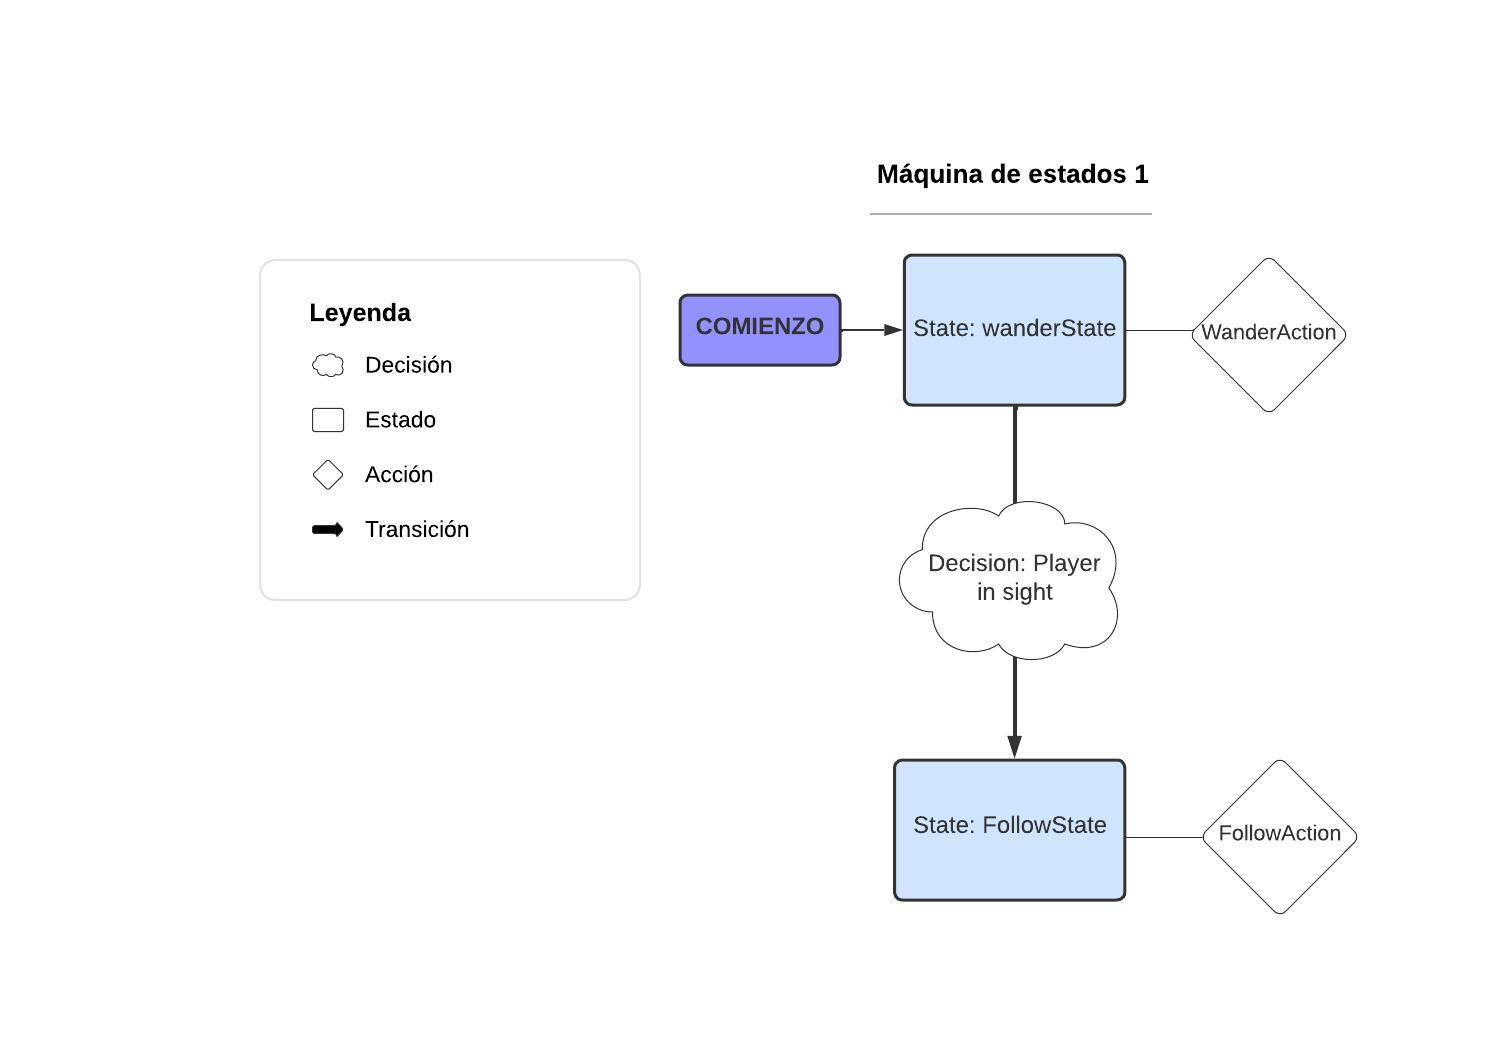 Máquina de estados 1
Leyenda
Decisión
Estado
Acción
Transición
COMIENZO
State: wanderState
WanderAction
Decision: Player
in sight
State: FollowState
FollowAction